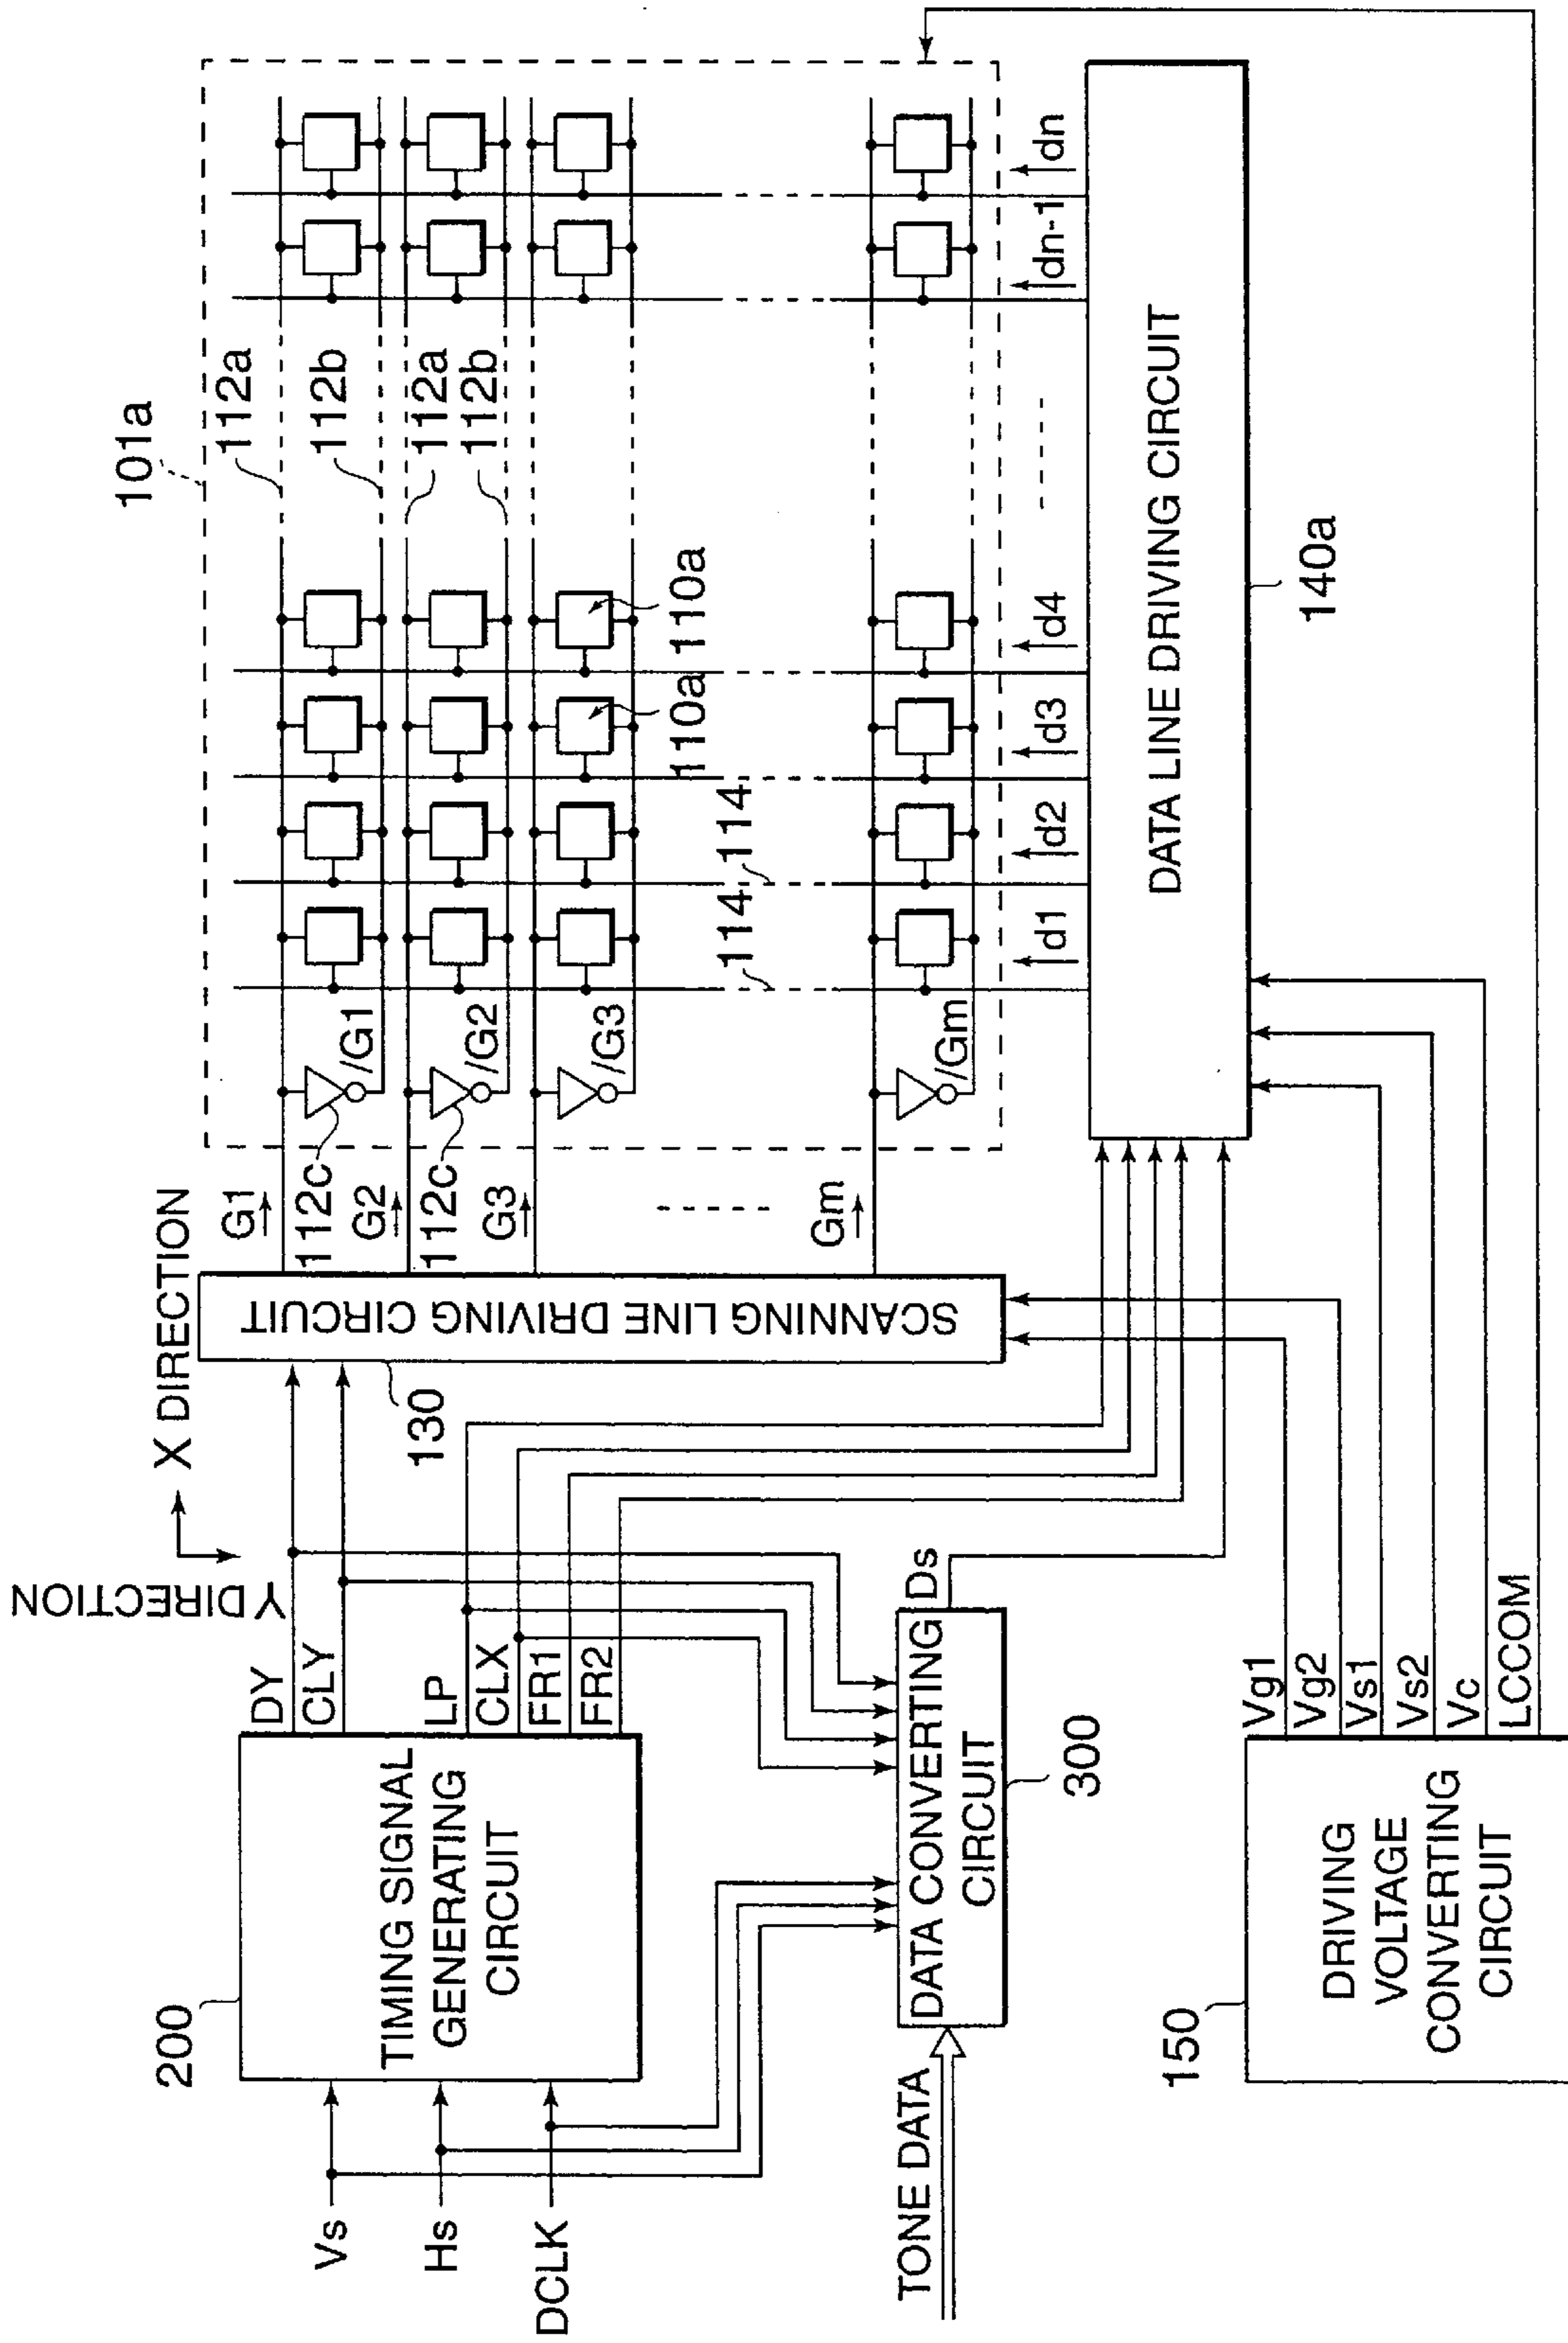 101a
112a
112b
112a
112b
X DIRECTION
Y DIRECTION
G1
112c
/G1
G2
112c
/G2
G3
/G3
Gm
/Gm
110a
110a
114
114
d1
d2
d3
d4
dn-1
dn
SCANNING LINE DRIVING CIRCUIT
130
DATA LINE DRIVING CIRCUIT
140a
200
TIMING SIGNAL
GENERATING
CIRCUIT
Vs
Hs
DCLK
DY
CLY
LP
CLX
FR1
FR2
TONE DATA
DATA CONVERTING
CIRCUIT
Ds
300
150
DRIVING
VOLTAGE
CONVERTING
CIRCUIT
Vg1
Vg2
Vs1
Vs2
Vc
LCCOM